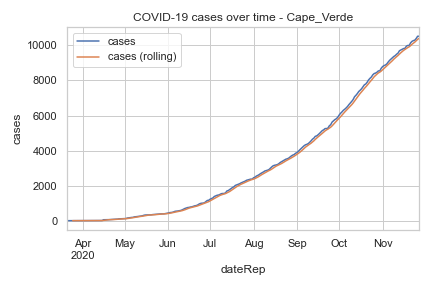 COVID-19 cases over time - Cape_Verde
cases
cases (rolling)
10000
8000
6000
4000
2000
0
cases
Apr May Jun Jul Aug Sep Oct Nov
2020
dateRep